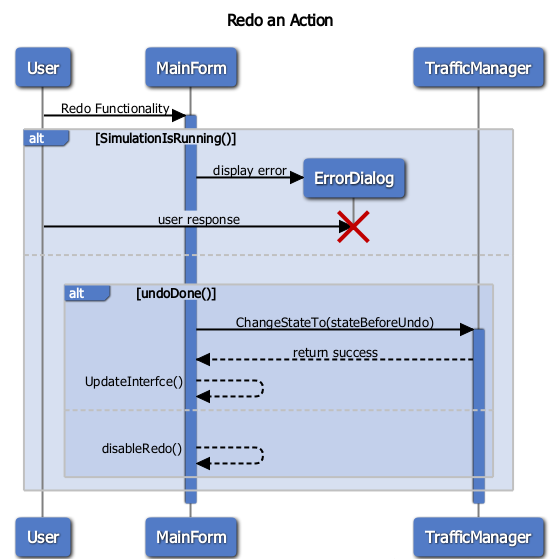 Redo an Action
User MainForm TrafficManager
Redo Functionality
alt [SimulationIsRunning()]
display error
ErrorDialog
user response
alt [undoDone()]
ChangeStateTo(stateBeforeUndo)
return success
UpdateInterfce()
disableRedo()
User MainForm TrafficManager